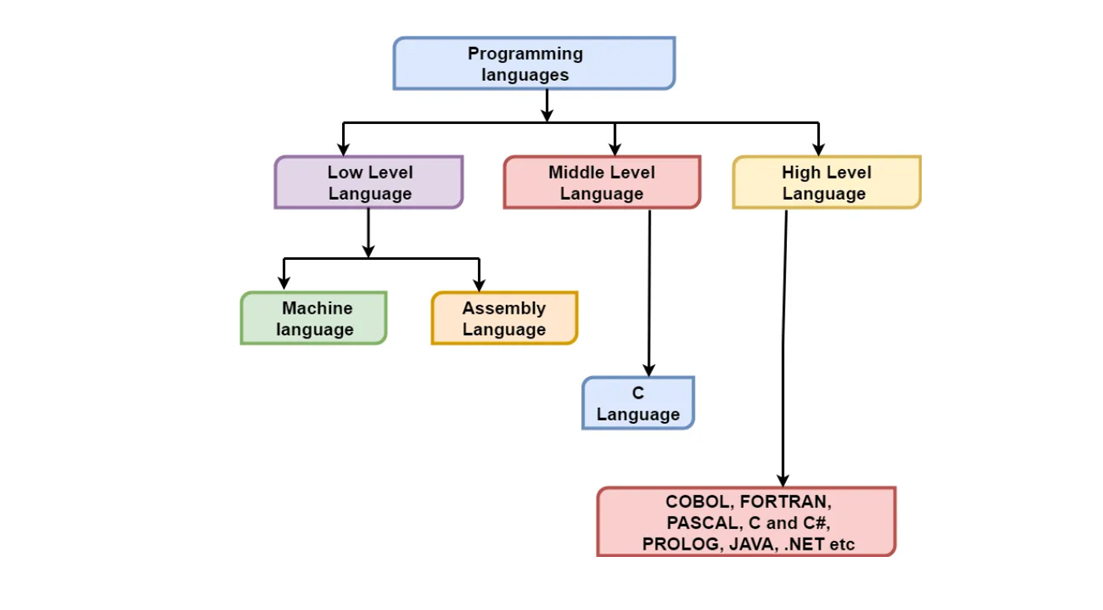 Programming
languages
Low Level
Language
Middle Level
Language
High Level
Language
Machine
language
Assembly
Language
C
Language
COBOL, FORTRAN,
PASCAL, C and C#,
PROLOG, JAVA, .NET etc